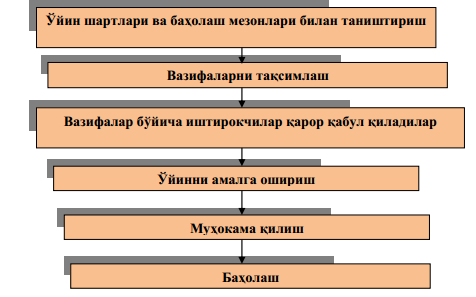 Ўйин шартлари ва баҳолаш мезонлари билан таништириш
Вазифаларни тақсимлаш
Вазифалар бўйича иштирокчилар қарор қабул қиладилар
Ўйинни амалга ошириш
Муҳокама қилиш
Баҳолаш